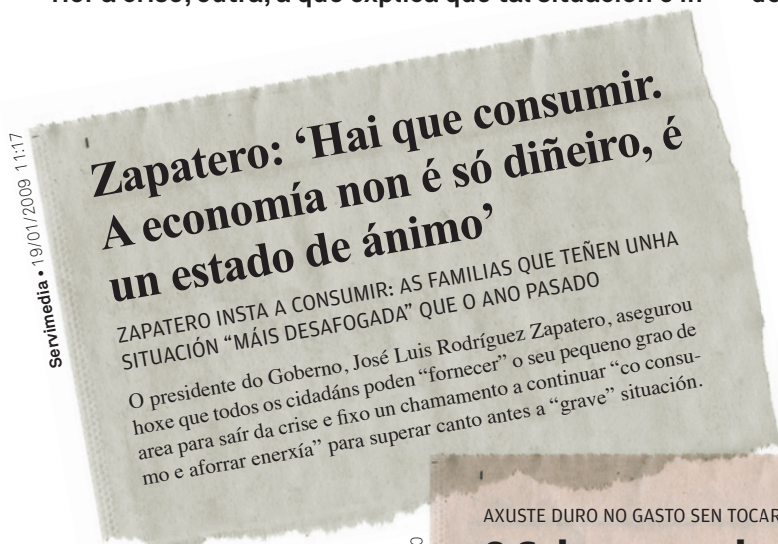 Zapatero: ‘Hai que consumir.
A economía non é só diñeiro, é
un estado de ánimo’
ZAPATERO INSTA A CONSUMIR: AS FAMILIAS QUE TEÑEN UNHA
SITUACIÓN “MÁIS DESAFOGADA” QUE O ANO PASADO
O presidente do Goberno, José Luis Rodríguez Zapatero, asegurou
hoxe que todos os cidadáns poden “fornecer” o seu pequeno grao de
area para saír da crise e fixo un chamamento a continuar “co consu-
mo e aforrar enerxía” para superar canto antes a “grave” situación.
Servimedia • 19/01/2009 11:17
AXUSTE DURO NO GASTO SEN TOCAR